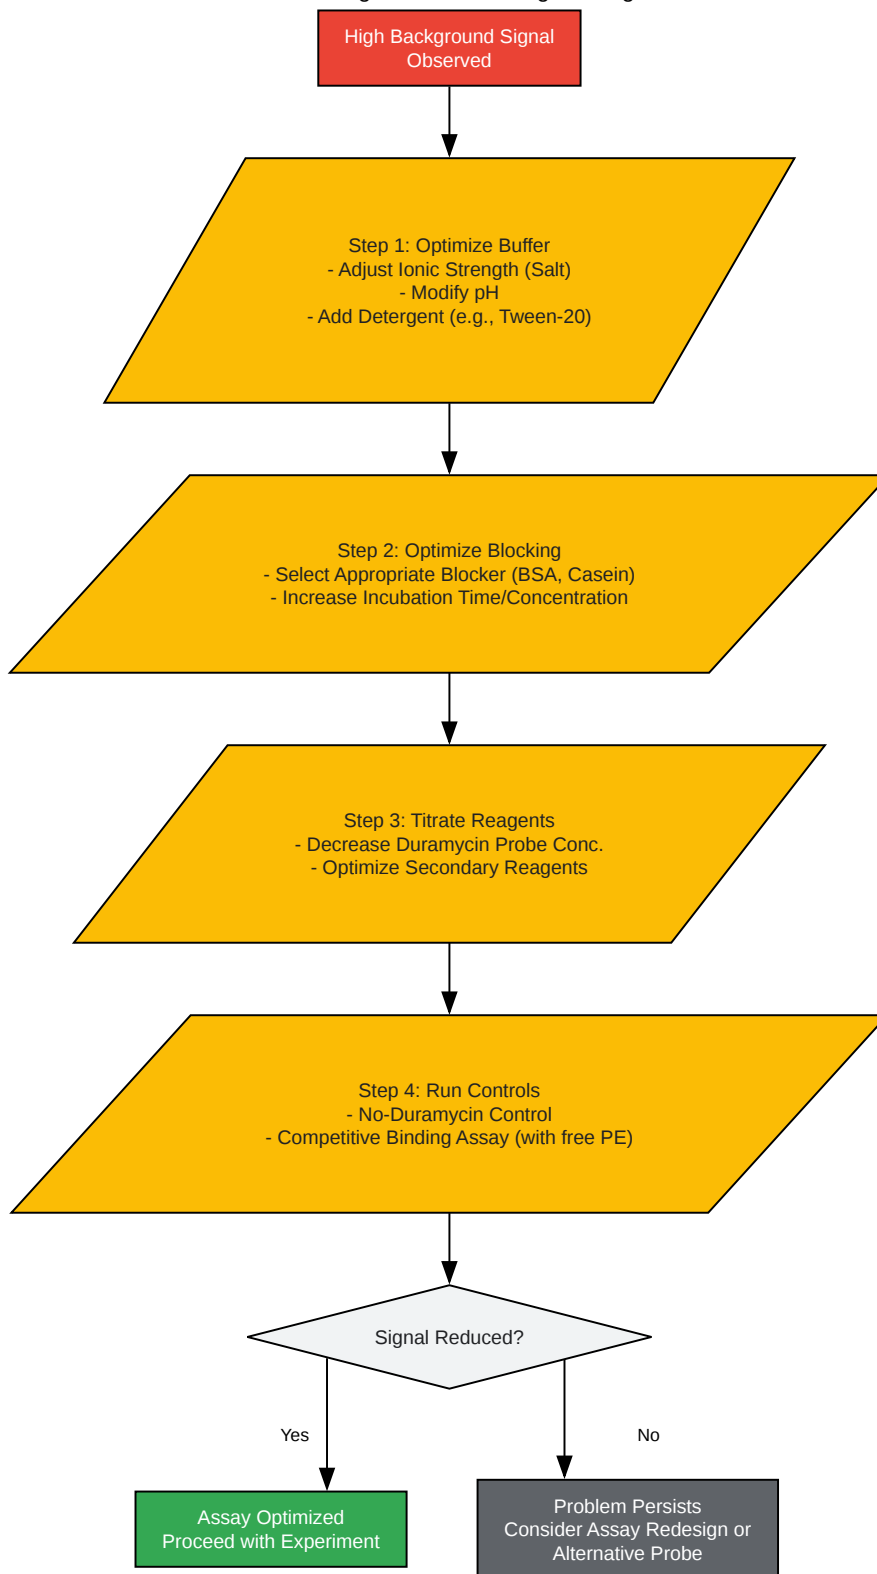 High Background Signal
Observed
Step 1: Optimize Buffer
- Adjust Ionic Strength (Salt)
- Modify pH
- Add Detergent (e.g., Tween-20)
Step 2: Optimize Blocking
- Select Appropriate Blocker (BSA, Casein)
- Increase Incubation Time/Concentration
Step 3: Titrate Reagents
- Decrease Duramycin Probe Conc.
- Optimize Secondary Reagents
Step 4: Run Controls
- No-Duramycin Control
- Competitive Binding Assay (with free PE)
Signal Reduced?
Yes
No
Assay Optimized
Proceed with Experiment
Problem Persists
Consider Assay Redesign or
Alternative Probe